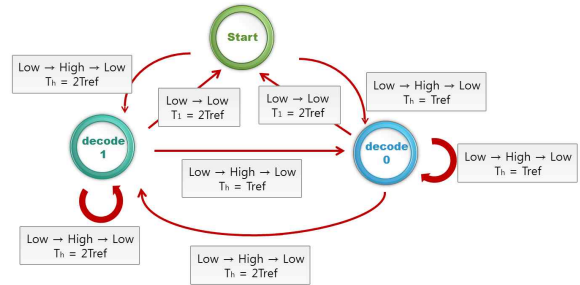 Start
Low → High → Low
Th = 2Tref
Low → High → Low
Th = Tref
Low → Low
T1 = 2Tref
Low → Low
T1 = 2Tref
decode
1
decode
0
Low → High → Low
Th = Tref
Low → High → Low
Th = Tref
Low → High → Low
Th = 2Tref
Low → High → Low
Th = 2Tref